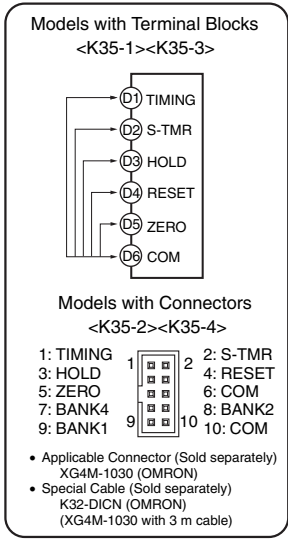 Models with Terminal Blocks
<K35-1><K35-3>
D1 TIMING
D2 S-TMR
D3 HOLD
D4 RESET
D5 ZERO
D6 COM
Models with Connectors
<K35-2><K35-4>
1: TIMING
3: HOLD
5: ZERO
7: BANK4
9: BANK1
1 2
9 10
2: S-TMR
4: RESET
6: COM
8: BANK2
10: COM
• Applicable Connector (Sold separately)
XG4M-1030 (OMRON)
• Special Cable (Sold separately)
K32-DICN (OMRON)
(XG4M-1030 with 3 m cable)